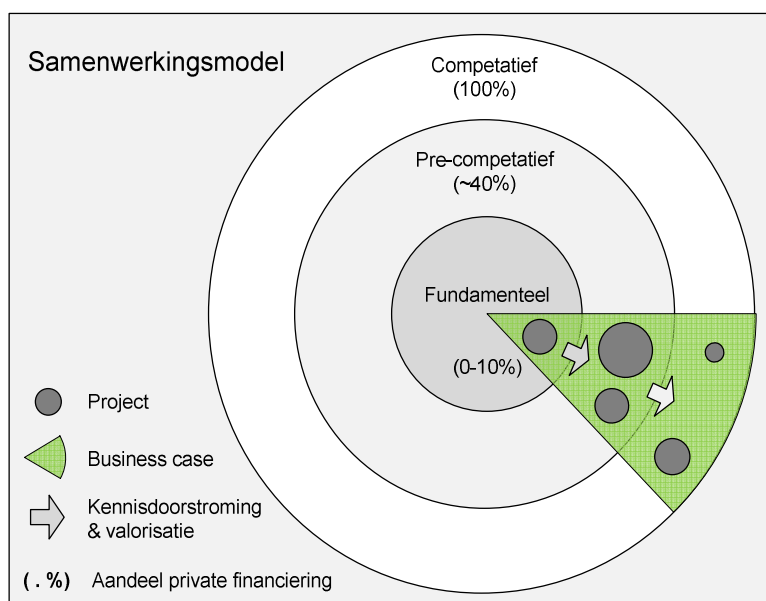 Samenwerkingsmodel
Competatief
(100%)
Pre-competatief
(~40%)
Fundamenteel
(0-10%)
Project
Business case
Kennisdoorstroming
& valorisatie
( . %) Aandeel private financiering